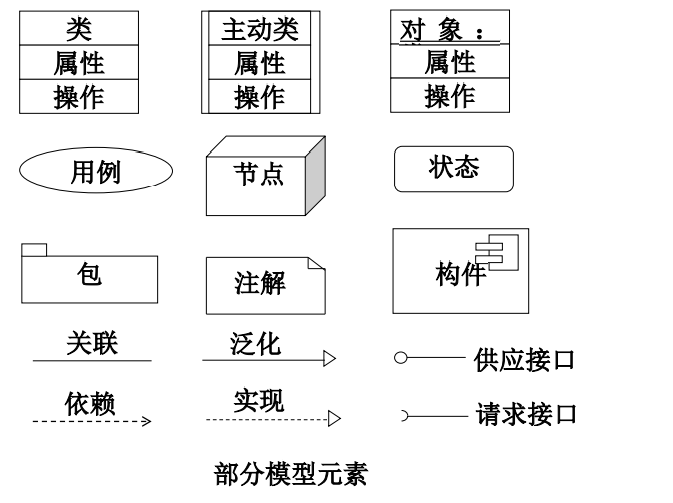 类
属性
操作
主动类
属性
操作
对 象 ：
属性
操作
用例
节点
状态
包
注解
构件
关联
泛化
供应接口
依赖
实现
请求接口
部分模型元素